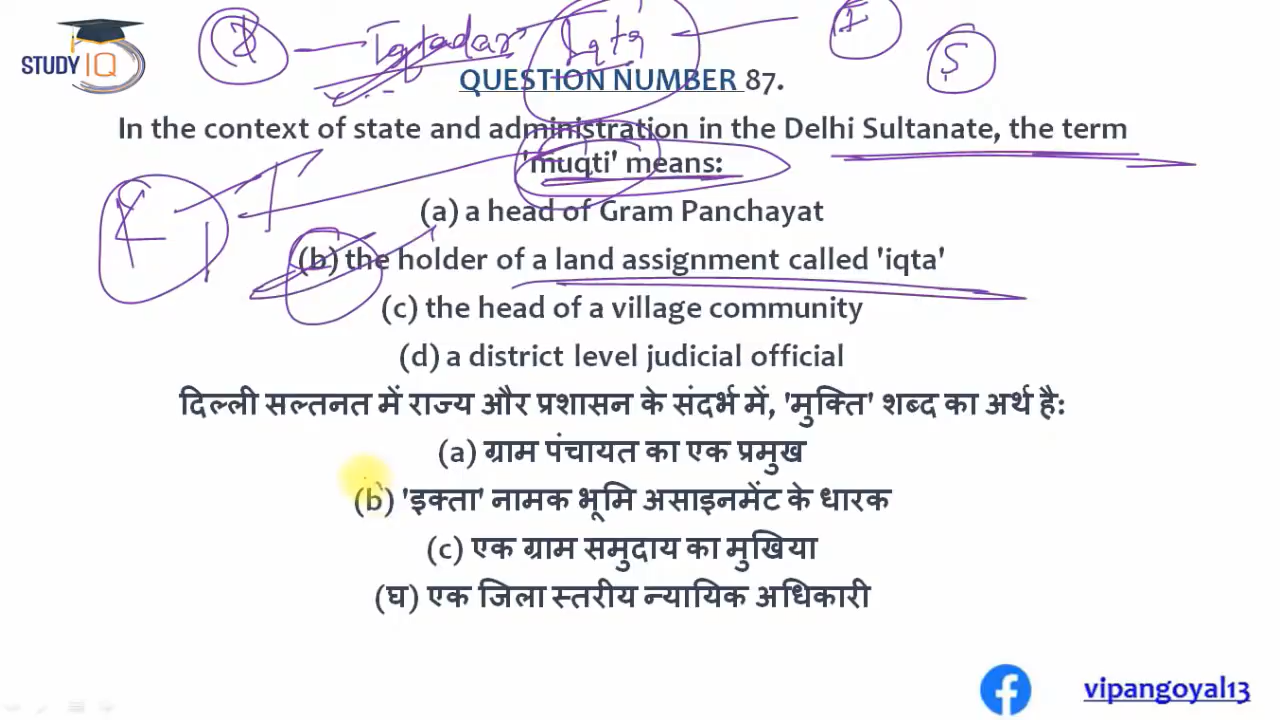 Iqtadar Iqta I
S
STUDY IQ
QUESTION NUMBER 87.
In the context of state and administration in the Delhi Sultanate, the term
'muqti' means:
(a) a head of Gram Panchayat
(b) the holder of a land assignment called 'iqta'
(c) the head of a village community
(d) a district level judicial official
दिल्ली सल्तनत में राज्य और प्रशासन के संदर्भ में, 'मुक्ति' शब्द का अर्थ है:
(a) ग्राम पंचायत का एक प्रमुख
(b) 'इक्ता' नामक भूमि असाइनमेंट के धारक
(c) एक ग्राम समुदाय का मुखिया
(घ) एक जिला स्तरीय न्यायिक अधिकारी
vipangoyal13